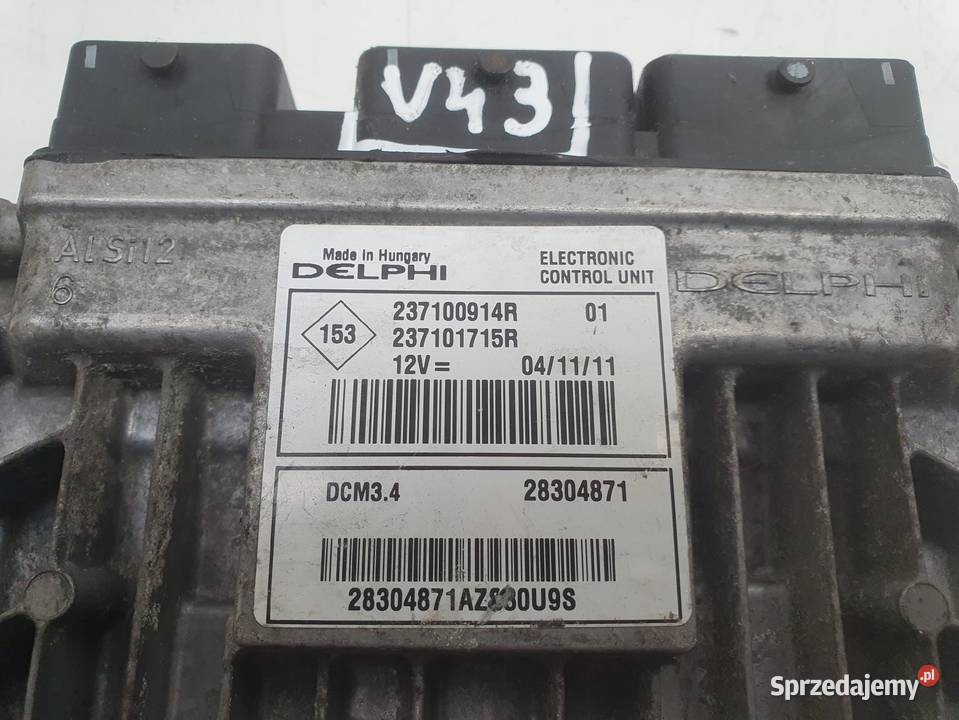 V43
ALSi12
6
Made in Hungary
DELPHI
ELECTRONIC
CONTROL UNIT
DELPHI
153
237100914R 01
237101715R
12V= 04/11/11
DCM3.4 28304871
Sprzedajemy.pl